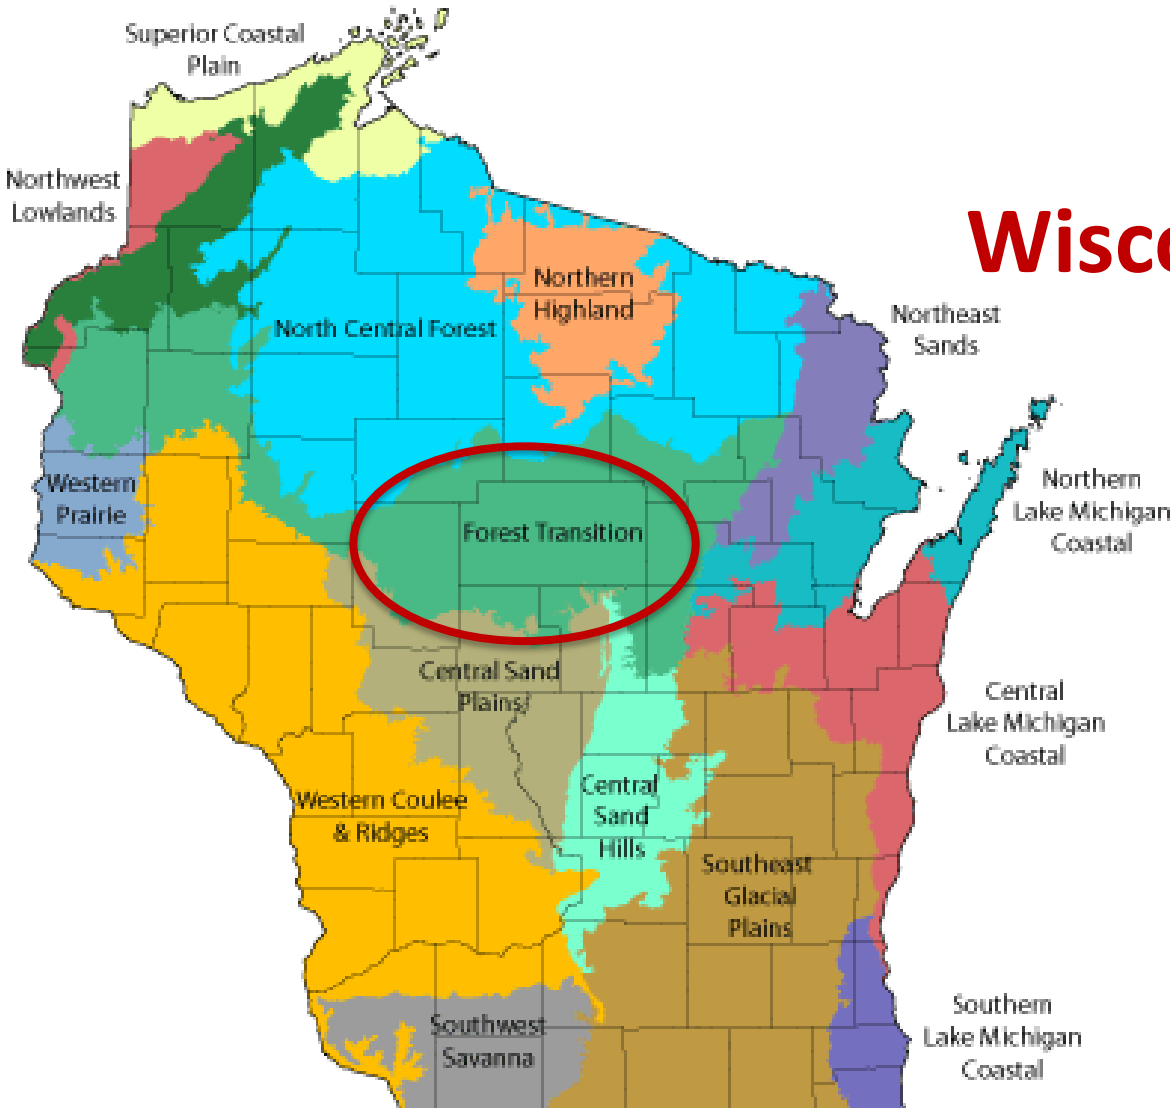 Superior Coastal
Plain
Northwest
Lowlands
Wisc
Northern
Highland
North Central Forest
Northeast
Sands
Western
Prairie
Northern
Lake Michigan
Coastal
Forest Transition
Central Sand
Plains
Central
Lake Michigan
Coastal
Western Coulee
& Ridges
Central
Sand
Hills
Southeast
Glacial
Plains
Southwest
Savanna
Southern
Lake Michigan
Coastal